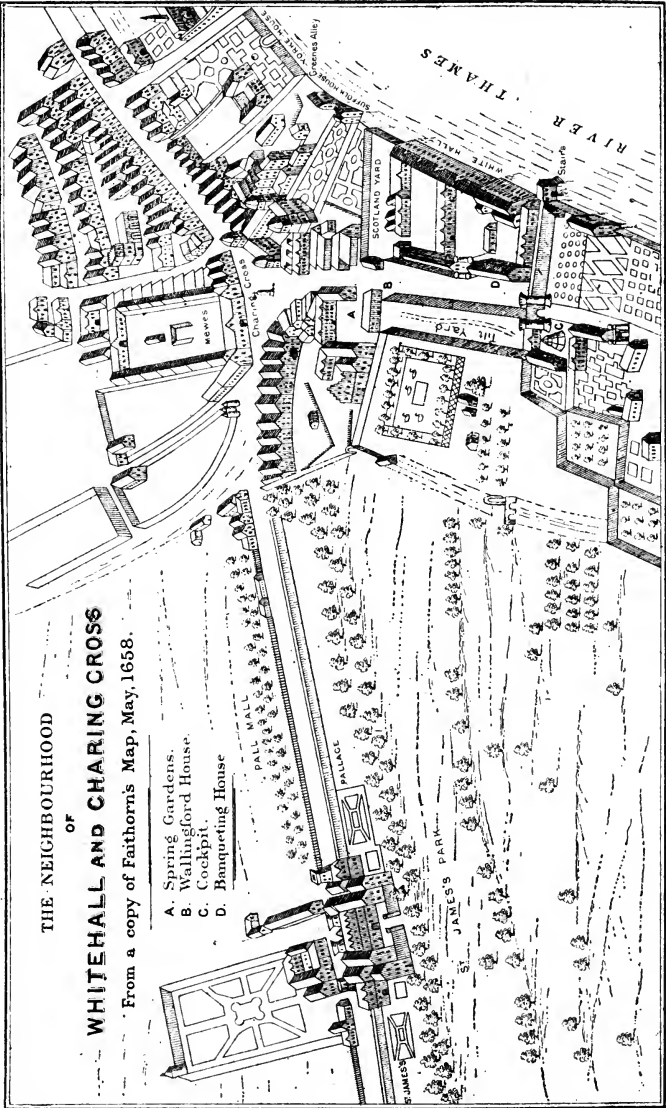 THE NEIGHBOURHOOD
OF
WHITEHALL AND CHARING CROSS
From a copy of Faithorn's Map, May, 1658.
A. Spring Gardens.
B. Wallingford House.
C. Cockpit.
D. Banqueting House
RIVER THAMES
YORKE HOUSE
Greenes Alley
SUFFOLK HOUSE
WHITE HALL
Stairs
SCOTLAND YARD
MEWES
Charing Cross
A
B
D
C
Tilt Yard
PALL MALL
ST JAMES'S PALLACE
ST JAMES'S PARK